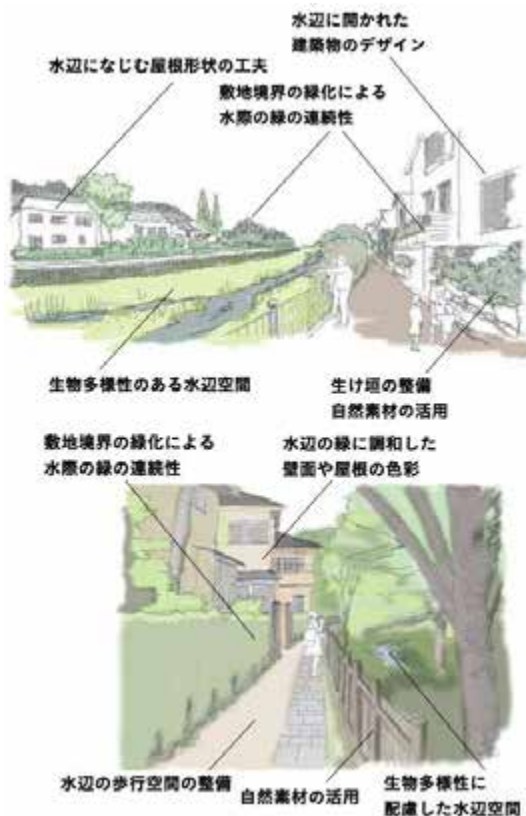 水辺に開かれた
建築物のデザイン
水辺になじむ屋根形状の工夫
敷地境界の緑化による
水際の緑の連続性
生物多様性のある水辺空間
生け垣の整備
自然素材の活用
敷地境界の緑化による
水際の緑の連続性
水辺の緑に調和した
壁面や屋根の色彩
水辺の歩行空間の整備
自然素材の活用
生物多様性に
配慮した水辺空間